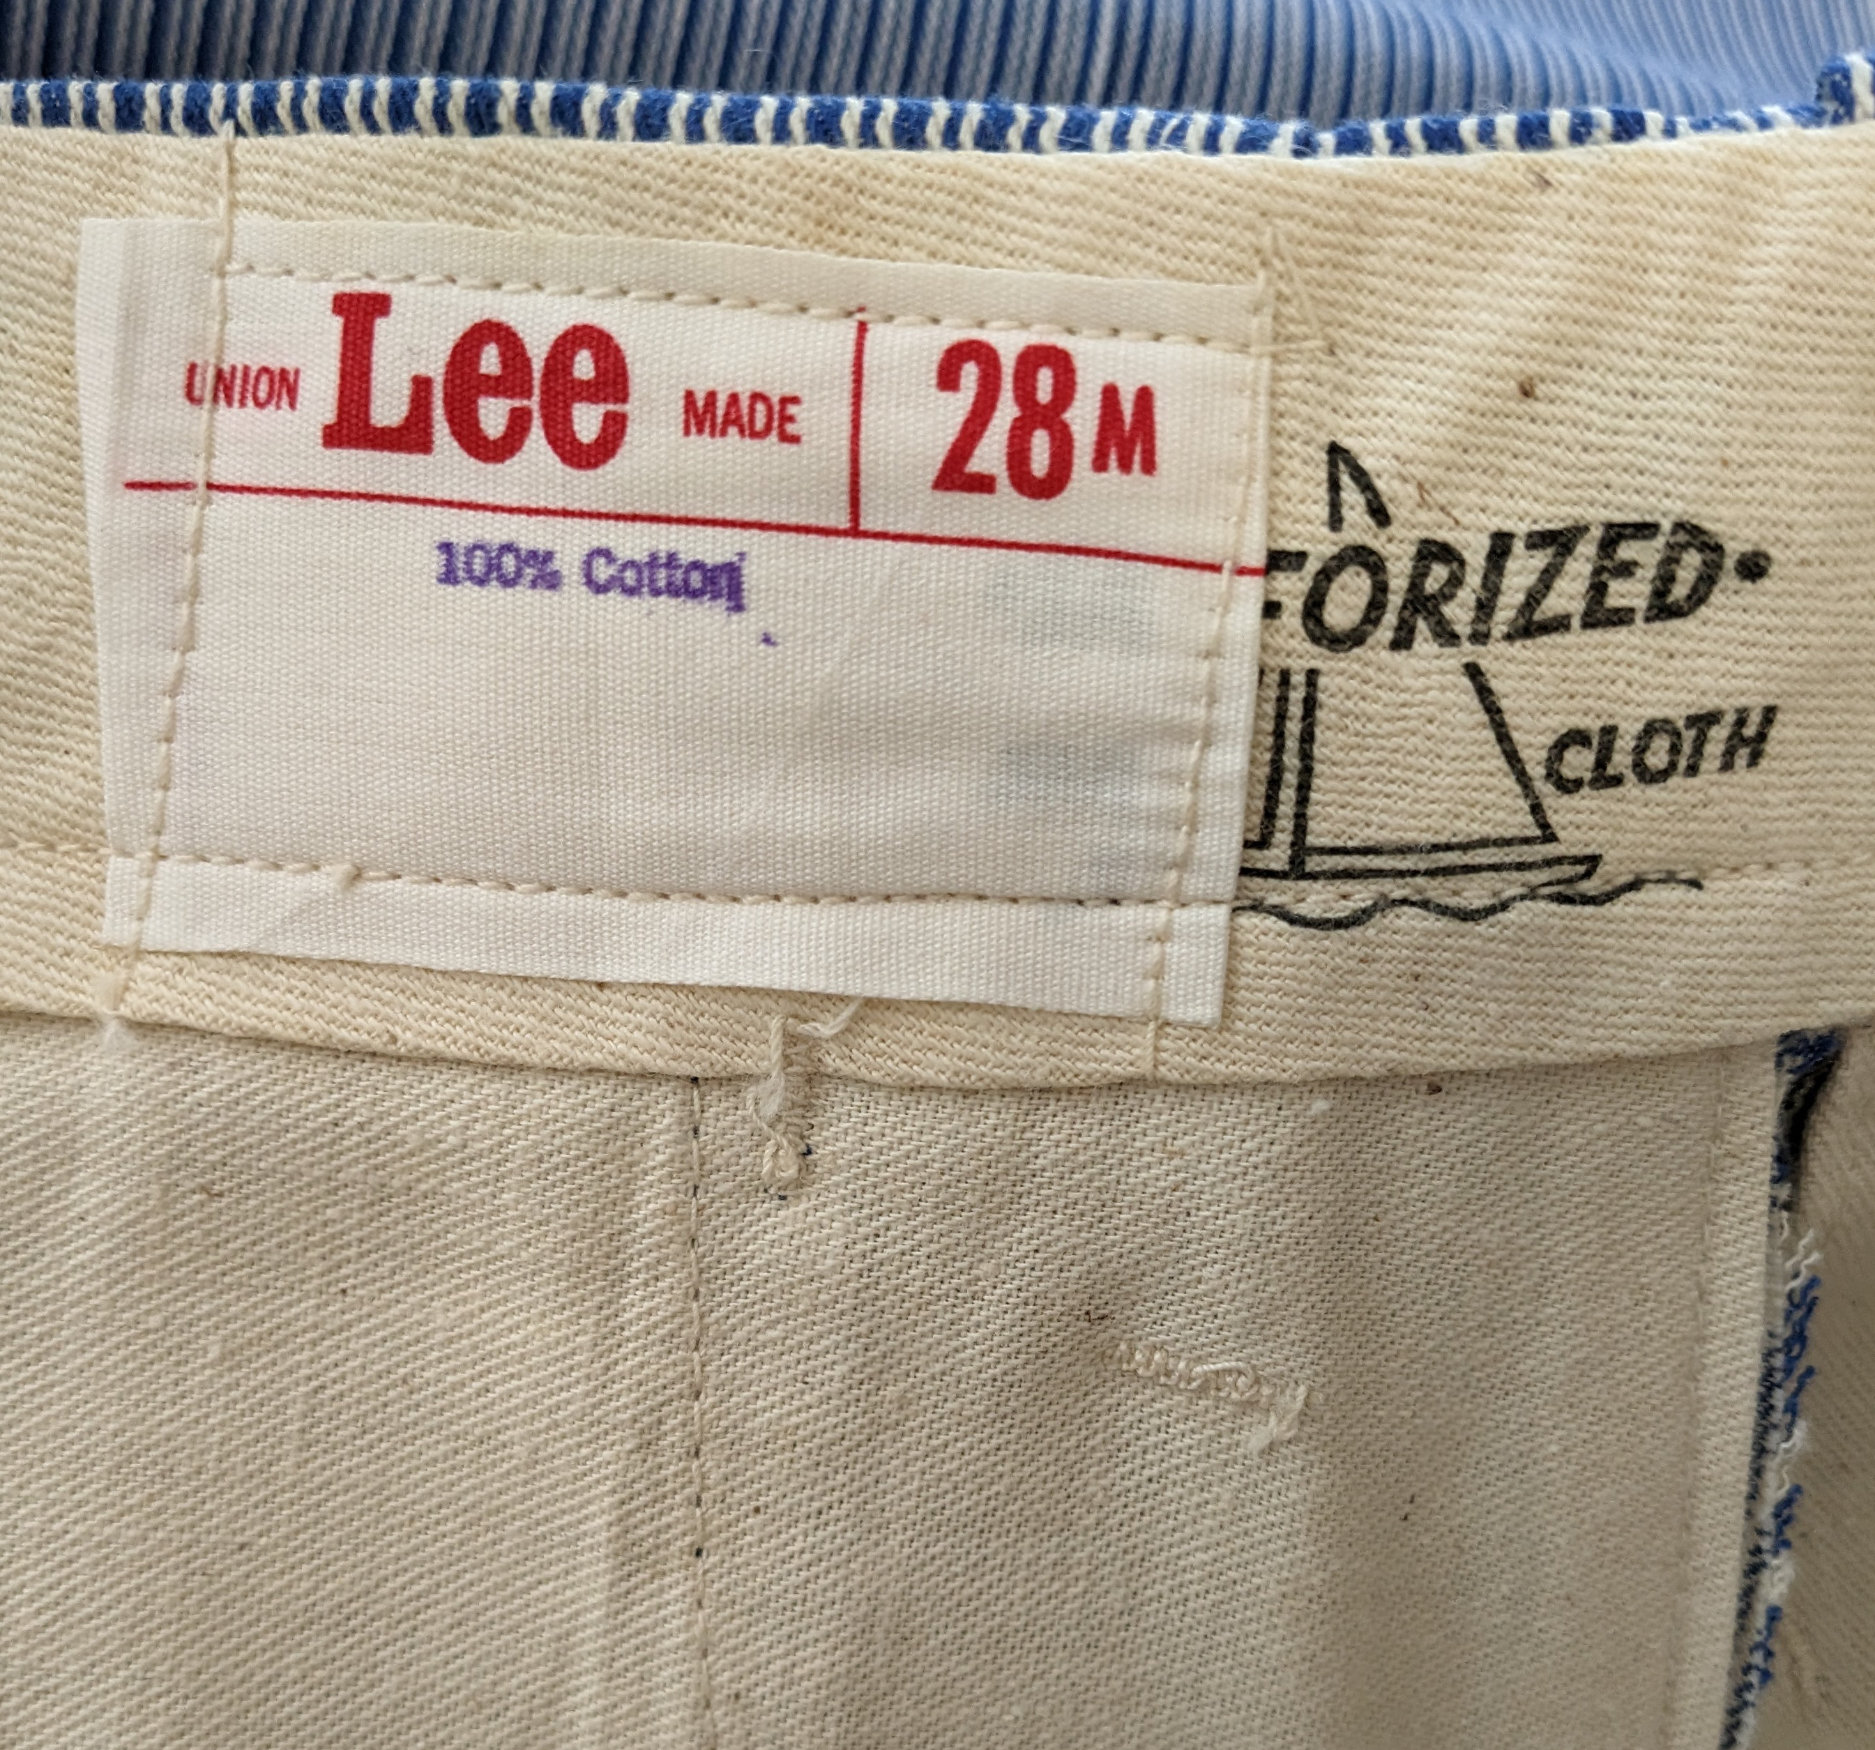 UNION Lee MADE 28 M
100% Cotton
FORIZED
CLOTH